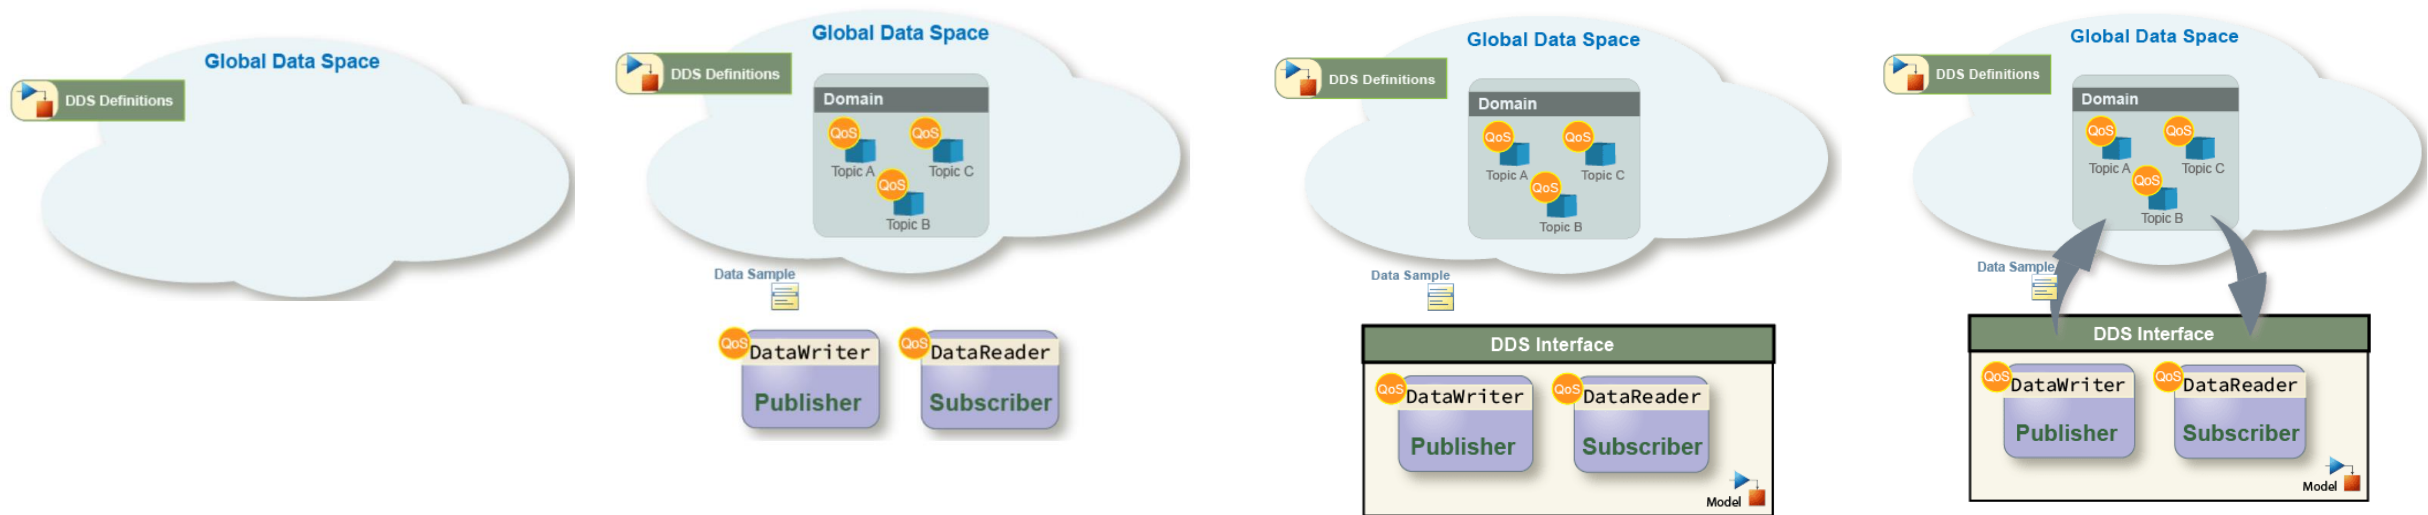 Global Data Space
DDS Definitions
Global Data Space
DDS Definitions
Domain
QoS
QoS
Topic A
Topic C
QoS
Topic B
Data Sample
QoS
DataWriter
Publisher
QoS
DataReader
Subscriber
Global Data Space
DDS Definitions
Domain
QoS
QoS
Topic A
Topic C
QoS
Topic B
Data Sample
DDS Interface
QoS
DataWriter
Publisher
QoS
DataReader
Subscriber
Model
Global Data Space
DDS Definitions
Domain
QoS
QoS
Topic A
Topic C
QoS
Topic B
Data Sample
DDS Interface
QoS
DataWriter
Publisher
QoS
DataReader
Subscriber
Model